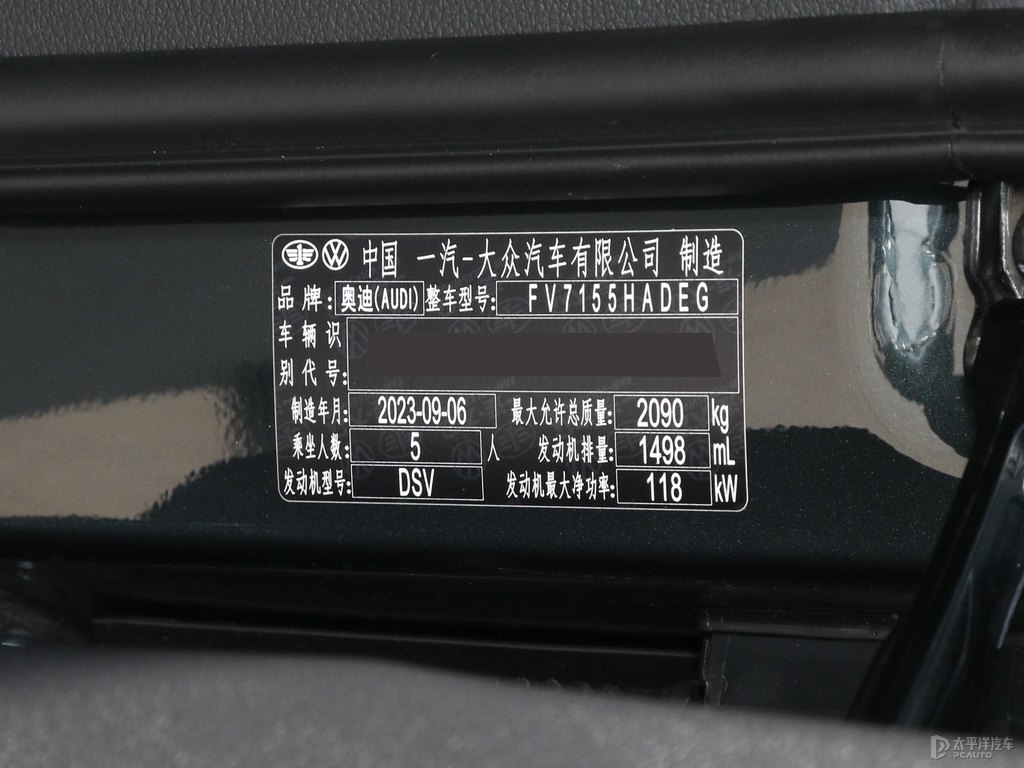 中国 一汽-大众汽车有限公司 制造
品牌: 奥迪(AUDI) 整车型号: FV7155HADEG
车辆识
别代号:
制造年月: 2023-09-06 最大允许总质量: 2090 kg
乘坐人数: 5 人 发动机排量: 1498 mL
发动机型号: DSV 发动机最大净功率: 118 kW
太平洋汽车
PCAUTO